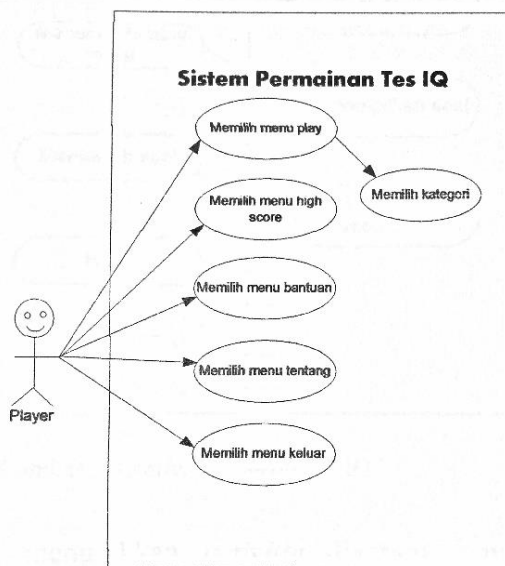 Sistem Permainan Tes IQ
Memilih menu play
Memilih kategori
Memilih menu high
score
Memilih menu bantuan
Memilih menu tentang
Player
Memilih menu keluar